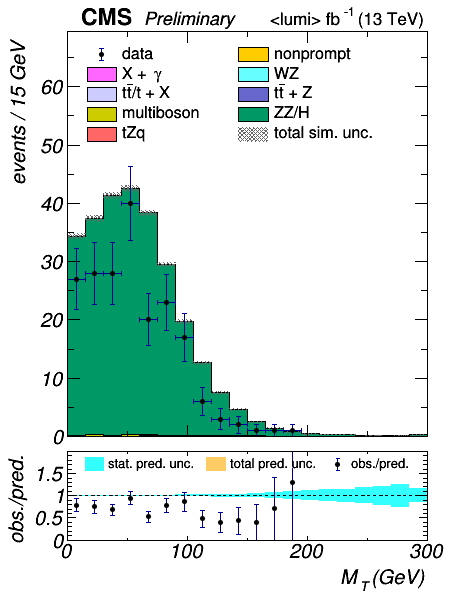 CMS Preliminary <lumi> fb⁻¹ (13 TeV)
events / 15 GeV
data
nonprompt
X + γ
WZ
tt̄/t + X
tt̄ + Z
multiboson
ZZ/H
tZq
total sim. unc.
60
50
40
30
20
10
0
obs./pred.
stat. pred. unc.
total pred. unc.
obs./pred.
1.5
1
0.5
0
0 100 200 300
M_T(GeV)